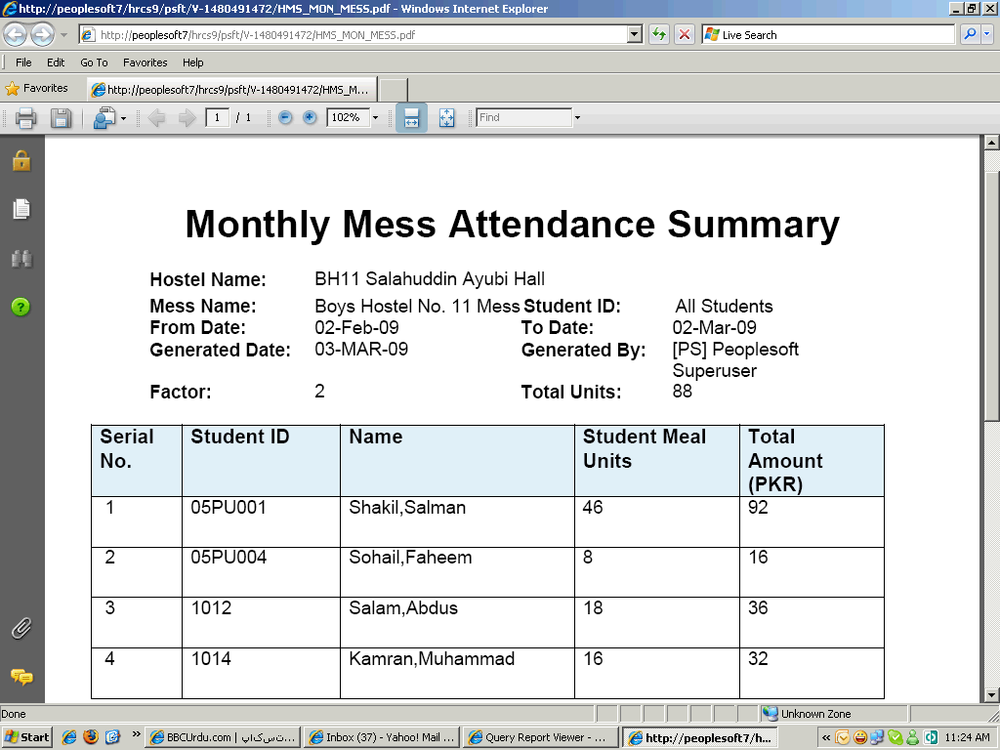 http://peoplesoft7/hrcs9/psft/V-1480491472/HMS_MON_MESS.pdf - Windows Internet Explorer
http://peoplesoft7/hrcs9/psft/V-1480491472/HMS_MON_MESS.pdf Live Search
File Edit Go To Favorites Help
Favorites http://peoplesoft7/hrcs9/psft/V-1480491472/HMS_M...
1 / 1 102% Find
Monthly Mess Attendance Summary
Hostel Name: BH11 Salahuddin Ayubi Hall
Mess Name: Boys Hostel No. 11 Mess Student ID: All Students
From Date: 02-Feb-09 To Date: 02-Mar-09
Generated Date: 03-MAR-09 Generated By: [PS] Peoplesoft
Superuser
Factor: 2 Total Units: 88
Serial Student ID Name Student Meal Total
No. Units Amount
(PKR)
1 05PU001 Shakil,Salman 46 92
2 05PU004 Sohail,Faheem 8 16
3 1012 Salam,Abdus 18 36
4 1014 Kamran,Muhammad 16 32
Done Unknown Zone
Start » BBCUrdu.com | پاکست... Inbox (37) - Yahoo! Mail ... Query Report Viewer - ... http://peoplesoft7/h... « 11:24 AM